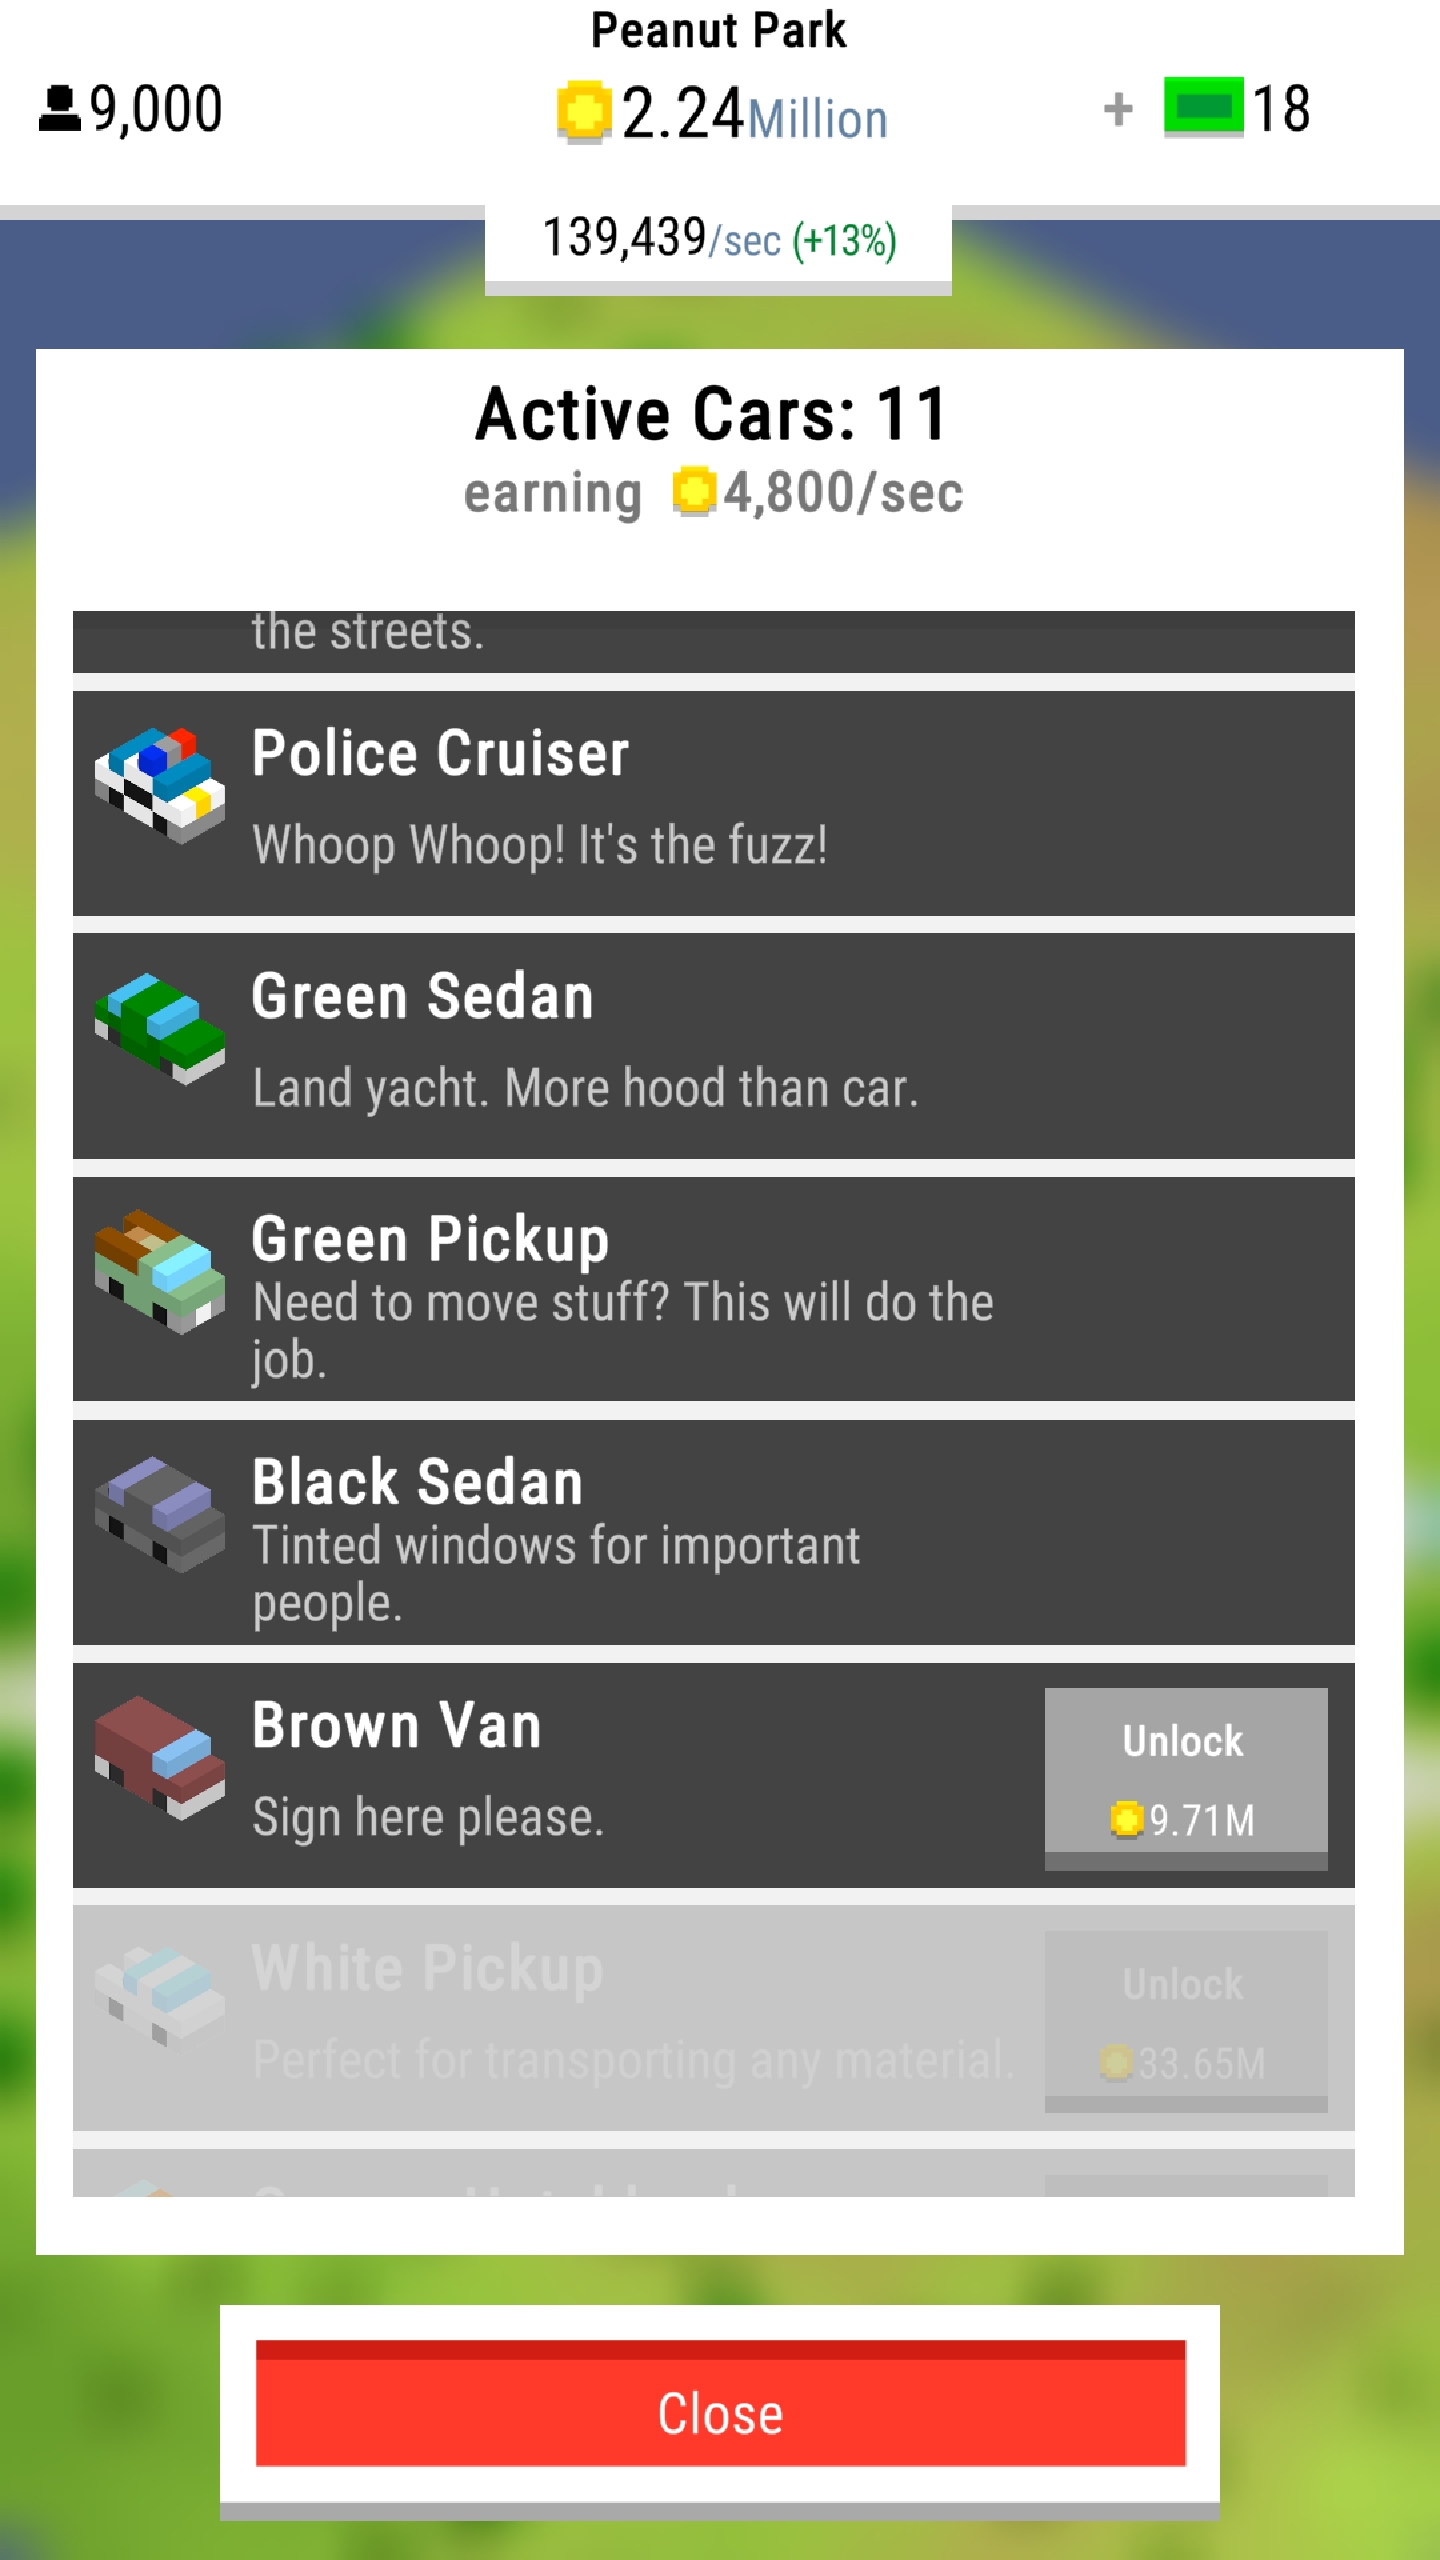 Peanut Park
9,000
2.24Million
+ 18
139,439/sec (+13%)
Active Cars: 11
earning 4,800/sec
the streets.
Police Cruiser
Whoop Whoop! It's the fuzz!
Green Sedan
Land yacht. More hood than car.
Green Pickup
Need to move stuff? This will do the
job.
Black Sedan
Tinted windows for important
people.
Brown Van
Sign here please.
Unlock
9.71M
White Pickup
Perfect for transporting any material.
Unlock
33.65M
Close